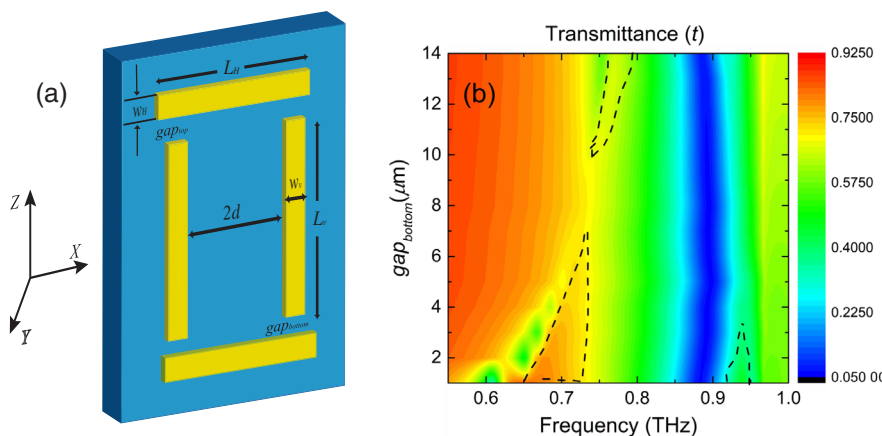 (a)
L_H
w_H
gap_top
2d
w_v
gap_bottom
Z
X
Y
Transmittance (t)
(b)
14
12
10
8
6
4
2
gap_bottom(μm)
0.6
0.7
0.8
0.9
1.0
Frequency (THz)
0.9250
0.7500
0.5750
0.4000
0.2250
0.050 00